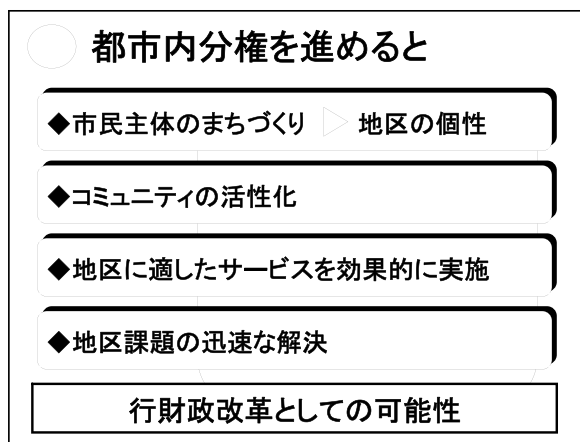 都市内分権を進めると
◆市民主体のまちづくり ▷ 地区の個性
◆コミュニティの活性化
◆地区に適したサービスを効果的に実施
◆地区課題の迅速な解決
行財政改革としての可能性